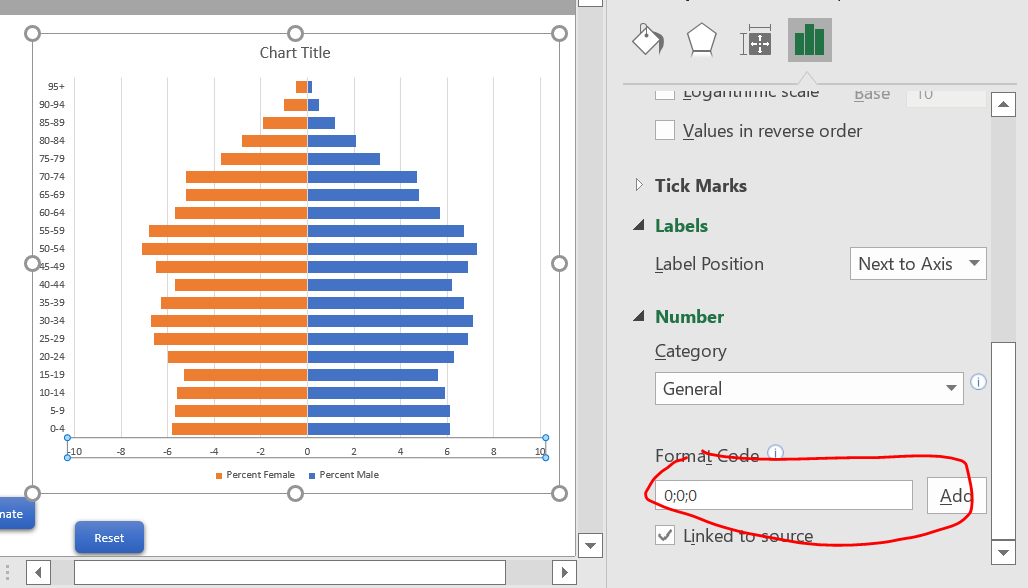 Chart Title
95+
90-94
85-89
80-84
75-79
70-74
65-69
60-64
55-59
50-54
45-49
40-44
35-39
30-34
25-29
20-24
15-19
10-14
5-9
0-4
-10 -8 -6 -4 -2 0 2 4 6 8 10
Percent Female Percent Male
nate
Reset
Logarithmic scale Base 10
Values in reverse order
Tick Marks
Labels
Label Position Next to Axis
Number
Category
General
Format Code
0;0;0 Add
Linked to source